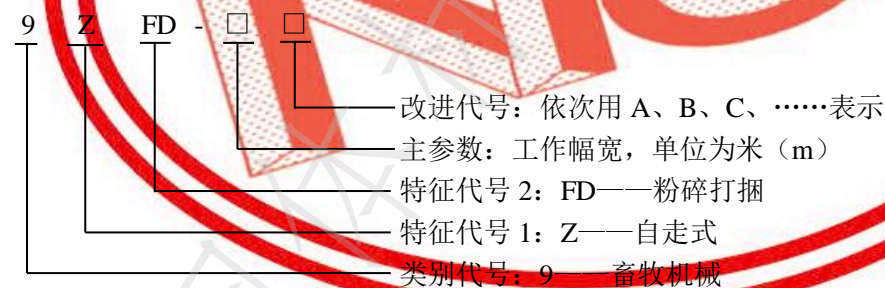 9 Z FD - □ □
改进代号：依次用 A、B、C、……表示
主参数：工作幅宽，单位为米（m）
特征代号 2：FD——粉碎打捆
特征代号 1：Z——自走式
类别代号：9——畜牧机械